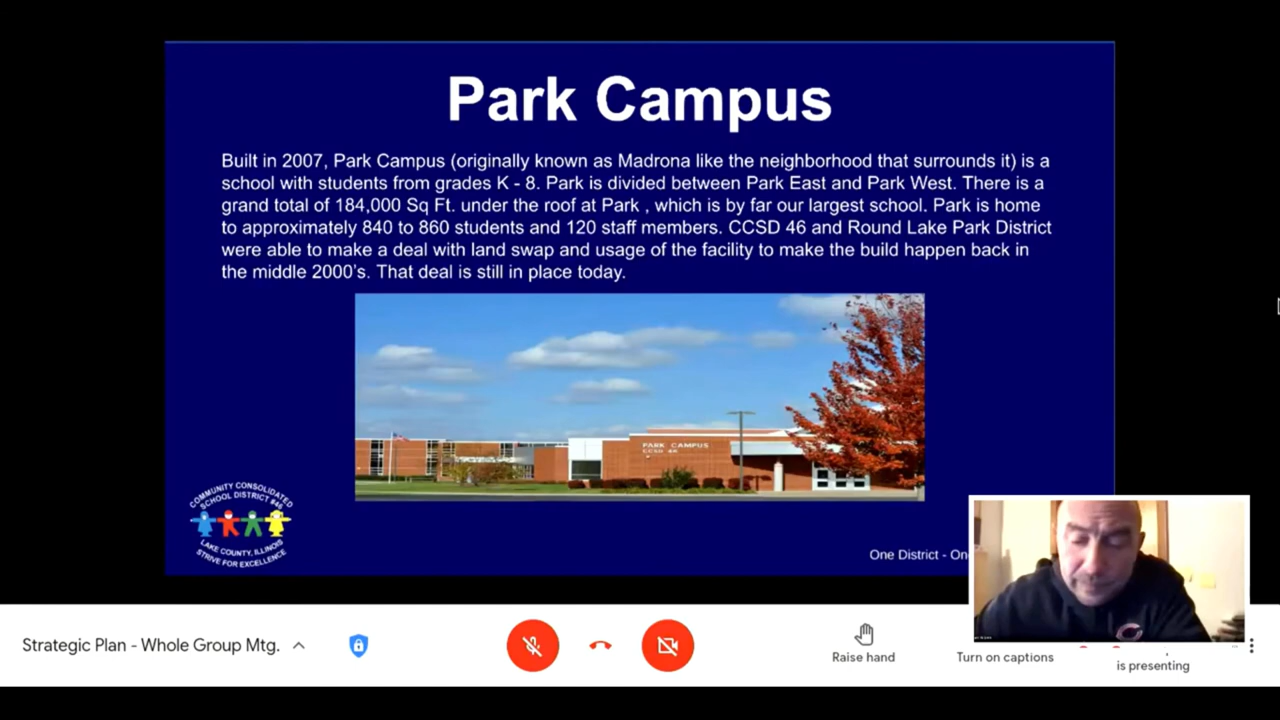 Park Campus
Built in 2007, Park Campus (originally known as Madrona like the neighborhood that surrounds it) is a
school with students from grades K - 8. Park is divided between Park East and Park West. There is a
grand total of 184,000 Sq Ft. under the roof at Park , which is by far our largest school. Park is home
to approximately 840 to 860 students and 120 staff members. CCSD 46 and Round Lake Park District
were able to make a deal with land swap and usage of the facility to make the build happen back in
the middle 2000's. That deal is still in place today.
PARK CAMPUS
CCSD 46
COMMUNITY CONSOLIDATED
SCHOOL DISTRICT #46
LAKE COUNTY, ILLINOIS
STRIVE FOR EXCELLENCE
One District - On
Strategic Plan - Whole Group Mtg.
Raise hand
Turn on captions
is presenting